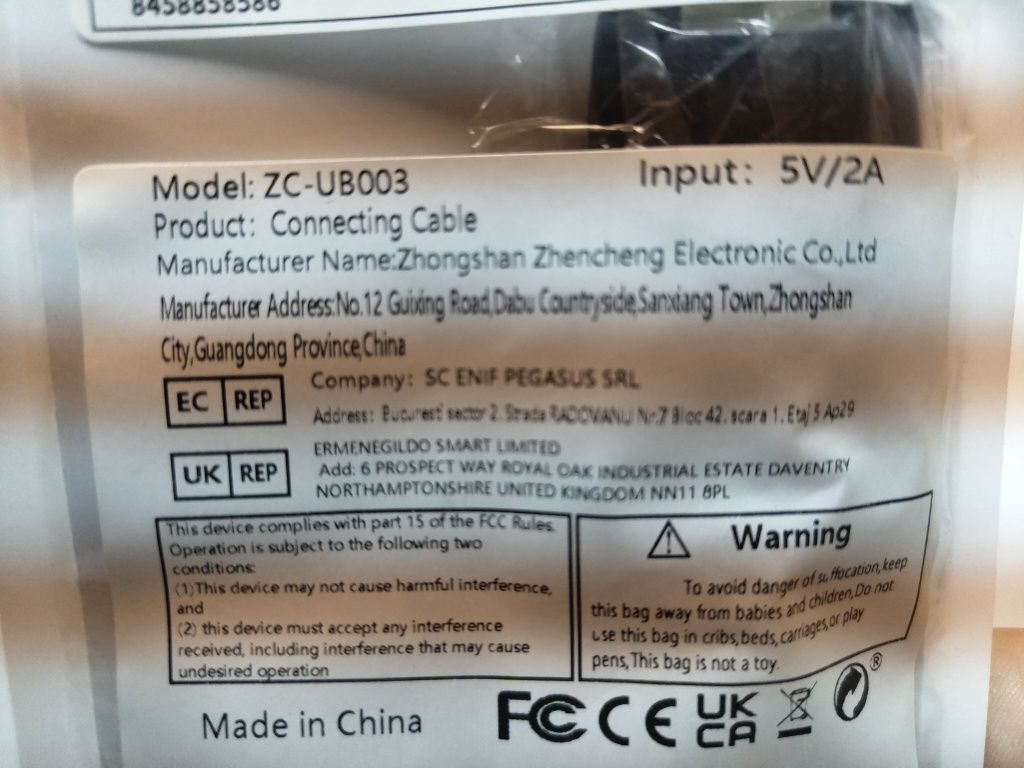 8458858586
Model: ZC-UB003
Input: 5V/2A
Product: Connecting Cable
Manufacturer Name:Zhongshan Zhencheng Electronic Co.,Ltd
Manufacturer Address:No.12 Guixing Road,Dabu Countryside,Sanxiang Town,Zhongshan
City,Guangdong Province,China
EC REP
Company: SC ENIF PEGASUS SRL
Address: Bucuresti sector 2. Strada RADOVANU Nr.7 Bloc 42. scara 1. Etaj 5 Ap29
UK REP
ERMENEGILDO SMART LIMITED
Add: 6 PROSPECT WAY ROYAL OAK INDUSTRIAL ESTATE DAVENTRY
NORTHAMPTONSHIRE UNITED KINGDOM NN11 8PL
This device complies with part 15 of the FCC Rules.
Operation is subject to the following two
conditions:
(1)This device may not cause harmful interference,
and
(2) this device must accept any interference
received, including interference that may cause
undesired operation
Warning
To avoid danger of suffocation,keep
this bag away from babies and children,Do not
use this bag in cribs,beds,carriages,or play
pens,This bag is not a toy.
Made in China
FC CE UK
CA
®